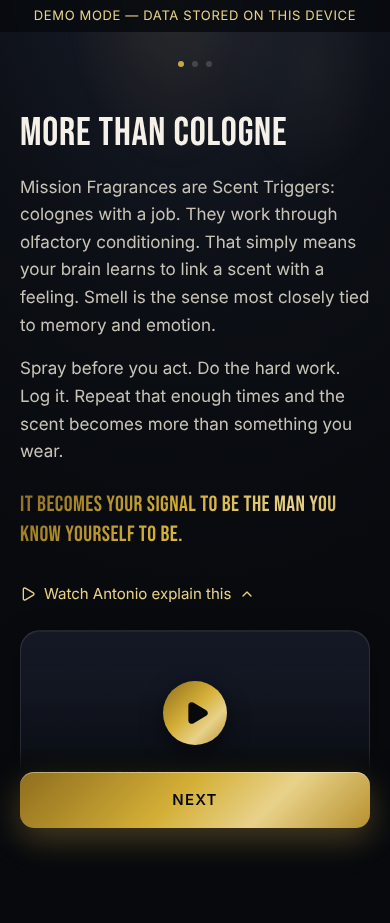 DEMO MODE — DATA STORED ON THIS DEVICE
MORE THAN COLOGNE
Mission Fragrances are Scent Triggers:
colognes with a job. They work through
olfactory conditioning. That simply means
your brain learns to link a scent with a
feeling. Smell is the sense most closely tied
to memory and emotion.
Spray before you act. Do the hard work.
Log it. Repeat that enough times and the
scent becomes more than something you
wear.
IT BECOMES YOUR SIGNAL TO BE THE MAN YOU
KNOW YOURSELF TO BE.
Watch Antonio explain this
NEXT